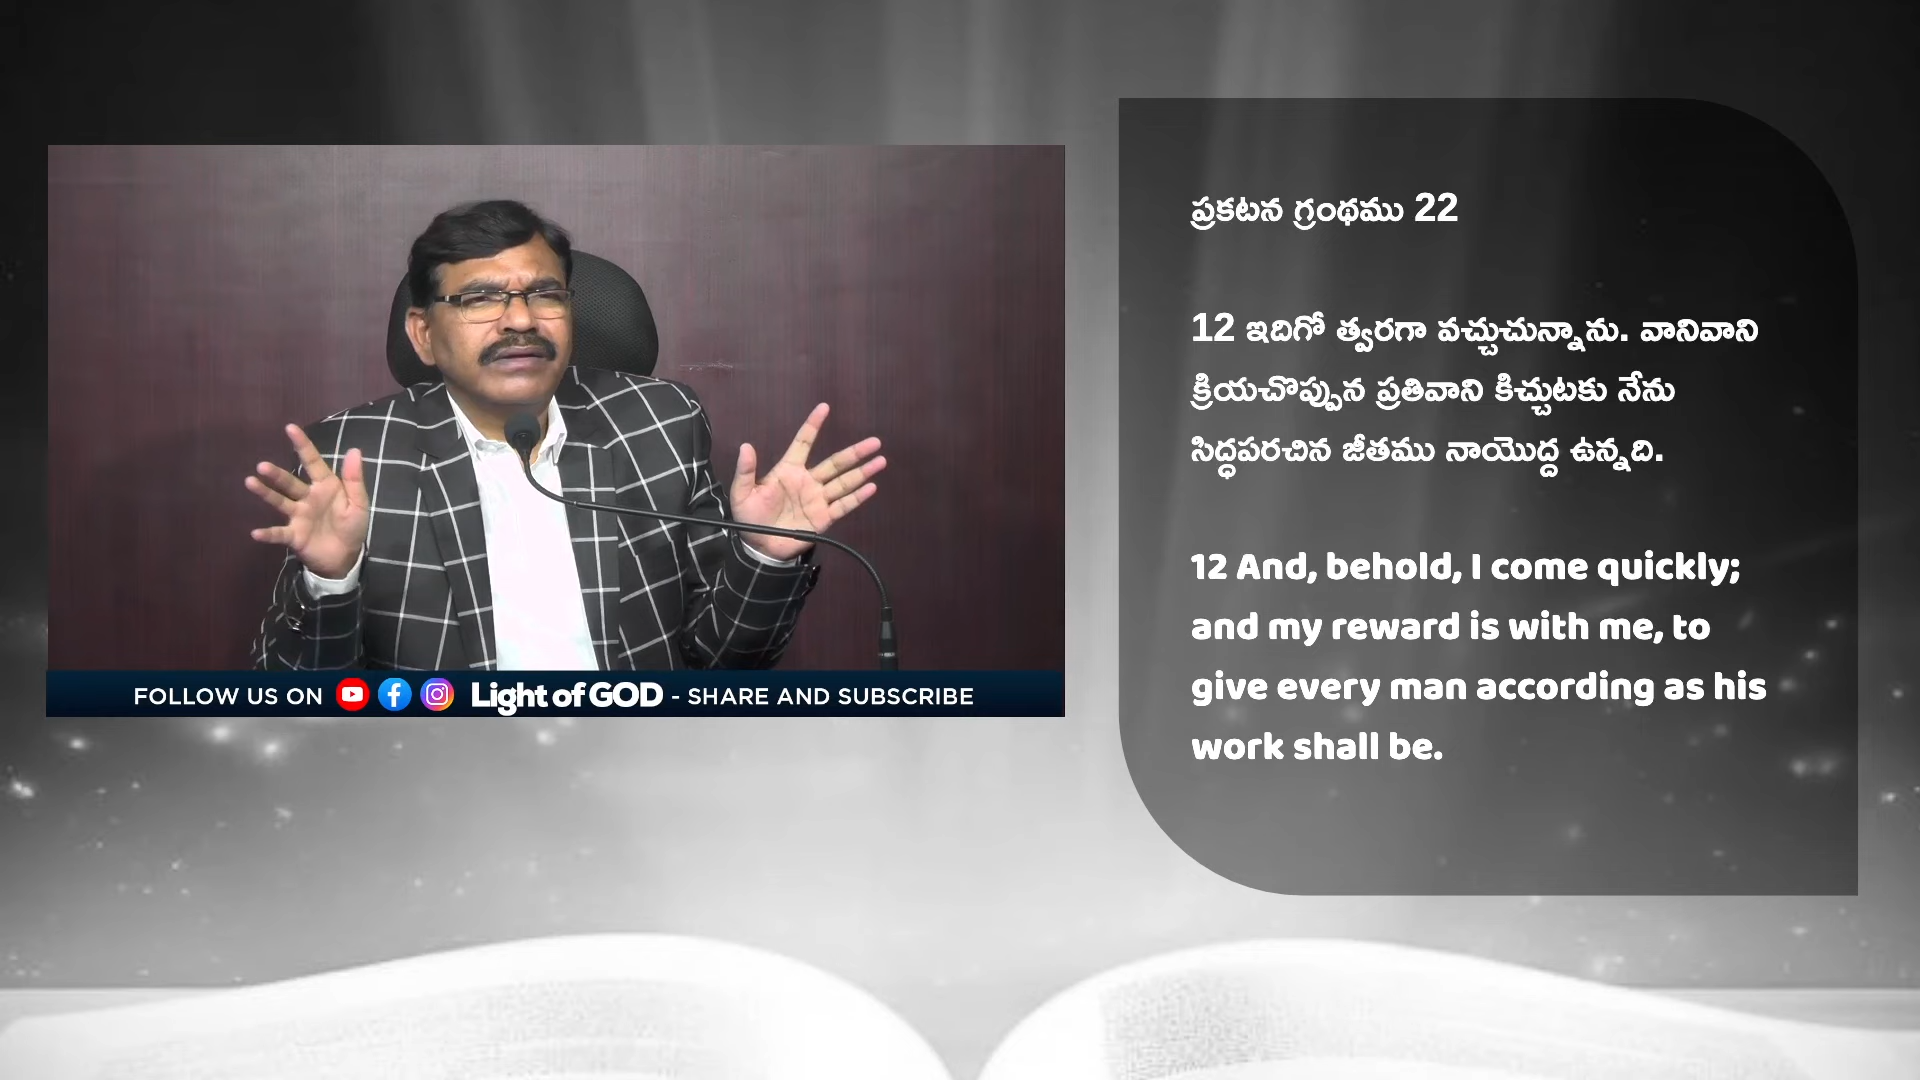 ప్రకటన గ్రంథము 22
12 ఇదిగో త్వరగా వచ్చుచున్నాను. వానివాని
క్రియచొప్పున ప్రతివాని కిచ్చుటకు నేను
సిద్ధపరచిన జీతము నాయొద్ద ఉన్నది.
12 And, behold, I come quickly;
and my reward is with me, to
give every man according as his
work shall be.
FOLLOW US ON Light of GOD - SHARE AND SUBSCRIBE